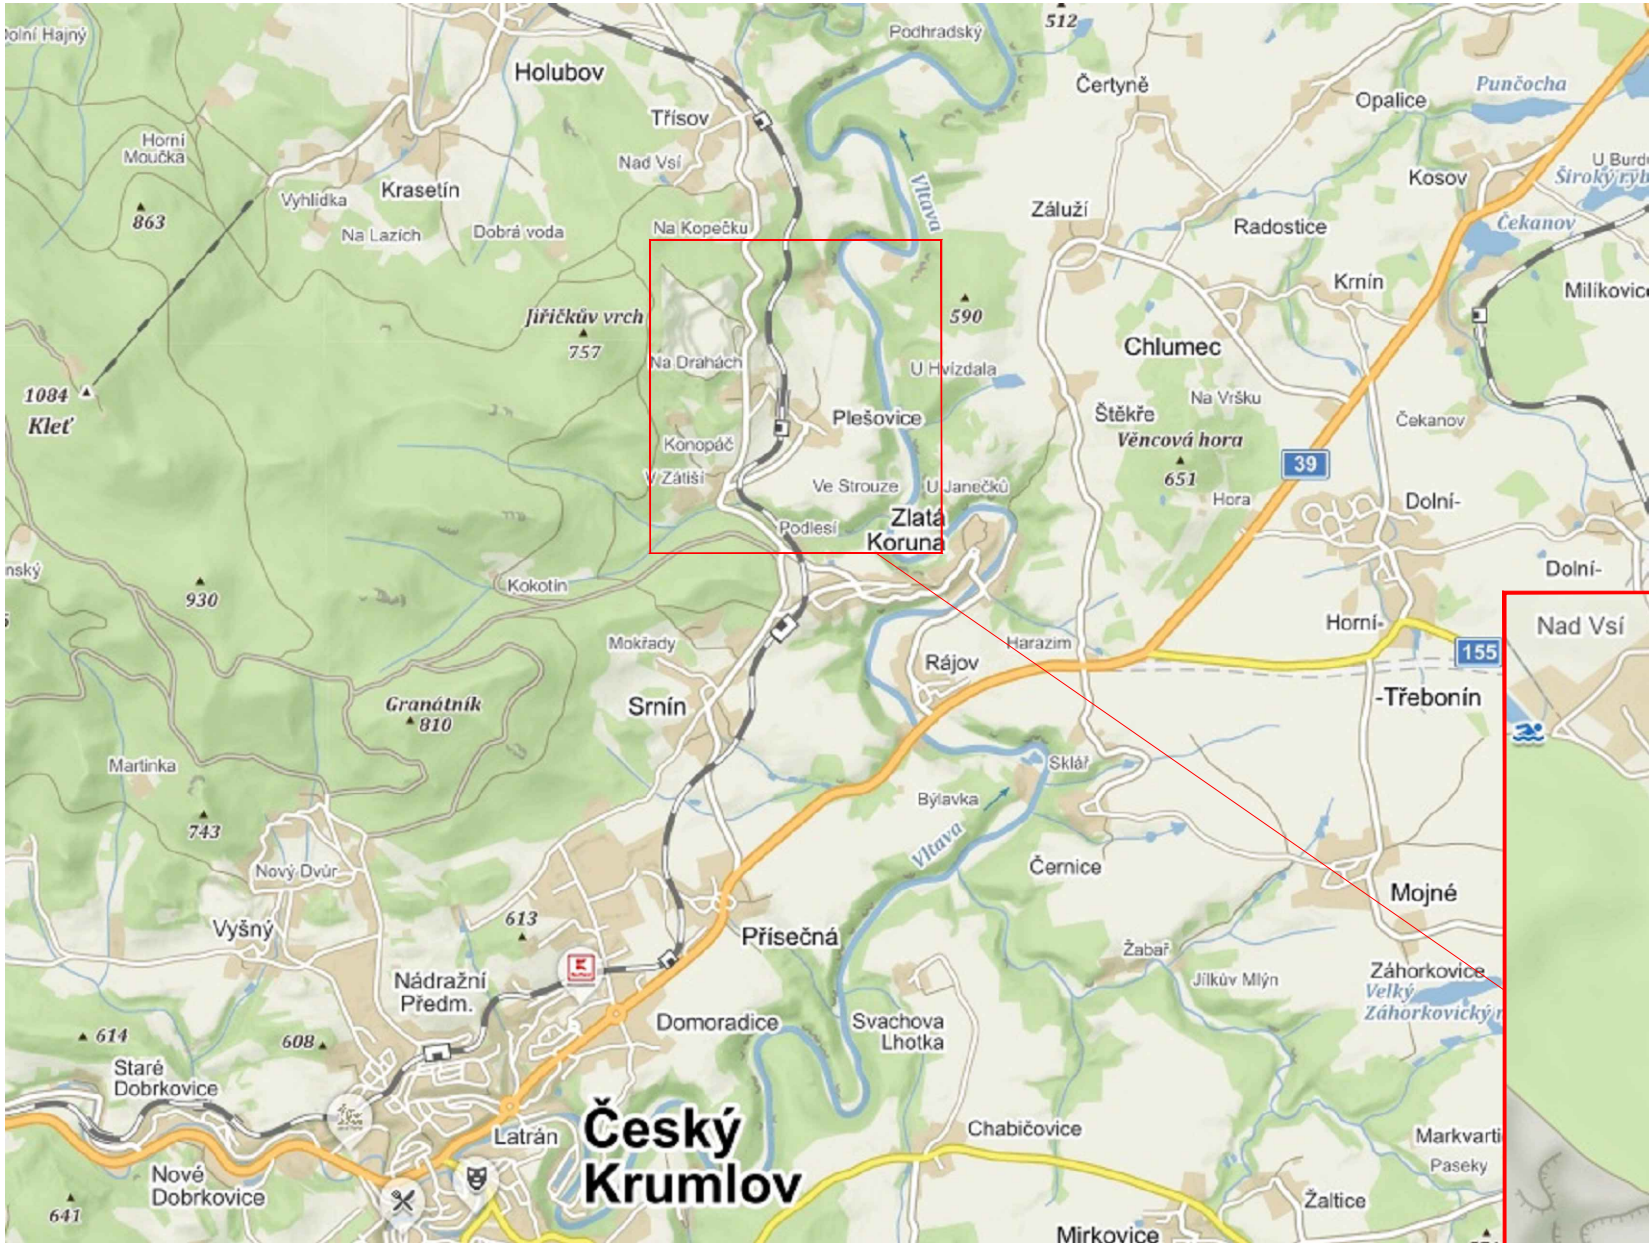 olní Hajný
Podhradský
512
Holubov
Čertyně
Punčocha
Opalice
Třísov
Horní
Moučka
Nad Vsí
U Burd
Široký ryb
Kosov
Krasetín
Vltava
Vyhlídka
Záluží
863
Na Lazích
Dobrá voda
Na Kopečku
Radostice
Čekanov
Krnín
Milíkovic
Jiřičkův vrch
757
590
Chlumec
Na Drahách
U Hvízdala
1084
Kleť
Na Vršku
Štěkře
Plešovice
Čekanov
Věncová hora
651
Konopáč
39
V Zátiší
Ve Strouze
U Janečků
Hora
Dolní-
Zlatá
Koruna
Podlesí
nský
Dolní-
Kokotín
930
Horní-
Nad Vsí
Mokřady
Harazim
155
Rájov
-Třebonín
Srnín
Granátník
810
Martinka
Sklář
Býlavka
743
Vltava
Nový Dvůr
Černice
Mojné
613
Vyšný
Přísečná
Žabař
Nádražní
Předm.
Jílkův Mlýn
Záhorkovice
Velký
Záhorkovický r
Domoradice
Svachova
Lhotka
614
608
Staré
Dobrkovice
Český
Krumlov
Latrán
Chabičovice
Markvarti
Paseky
Nové
Dobrkovice
641
Žaltice
Mirkovice